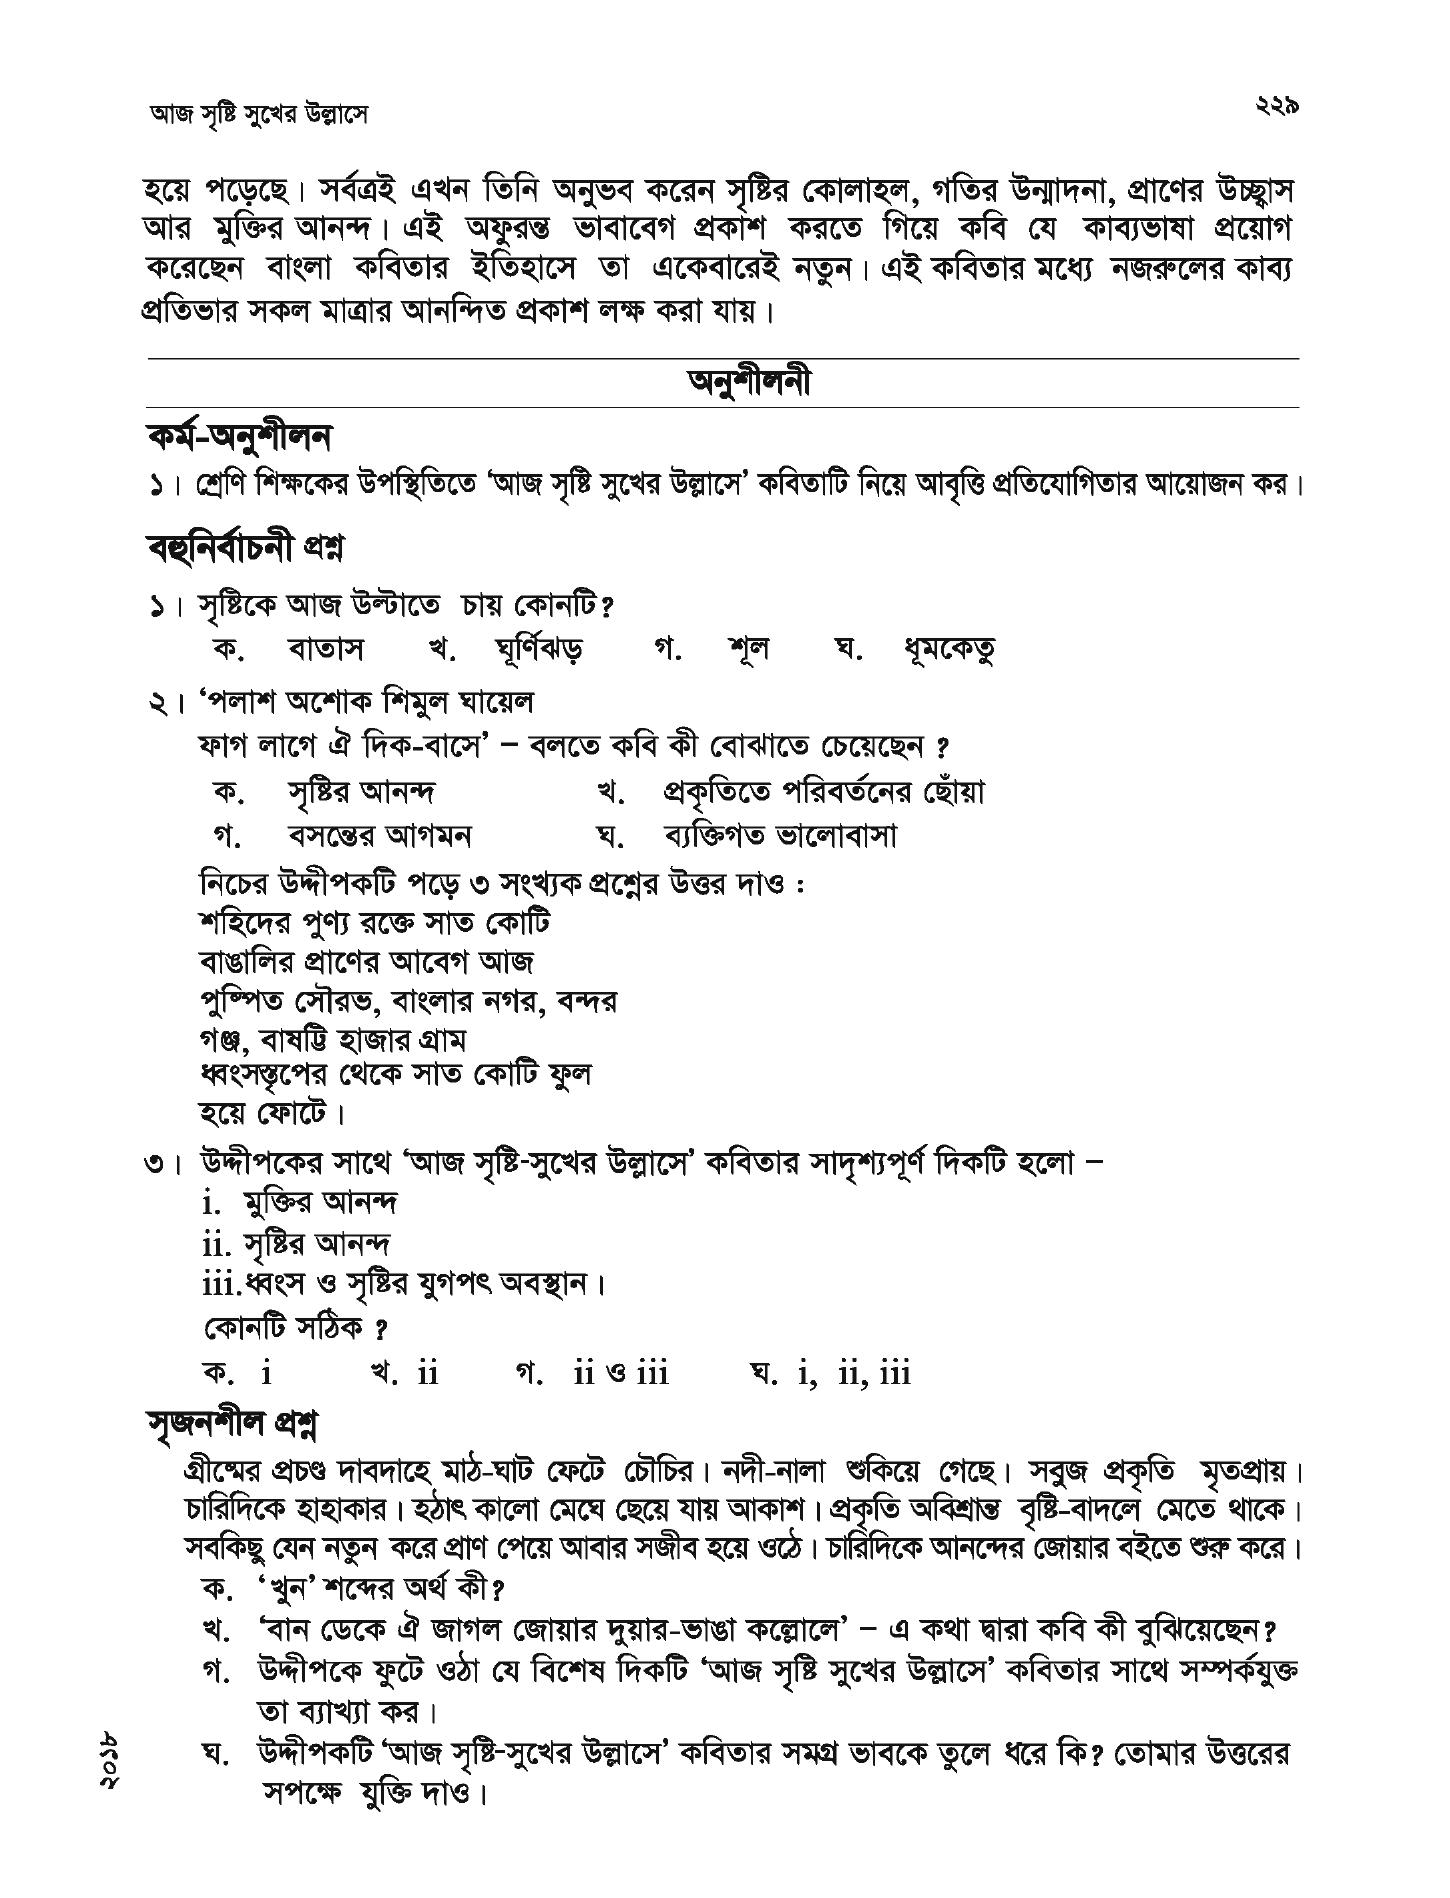 আজ সৃষ্টি সুখের উল্লাসে
২২৯
হয়ে পড়েছে। সর্বত্রই এখন তিনি অনুভব করেন সৃষ্টির কোলাহল, গতির উন্মাদনা, প্রাণের উচ্ছ্বাস
আর মুক্তির আনন্দ। এই অফুরন্ত ভাবাবেগ প্রকাশ করতে গিয়ে কবি যে কাব্যভাষা প্রয়োগ
করেছেন বাংলা কবিতার ইতিহাসে তা একেবারেই নতুন। এই কবিতার মধ্যে নজরুলের কাব্য
প্রতিভার সকল মাত্রার আনন্দিত প্রকাশ লক্ষ করা যায়।
অনুশীলনী
কর্ম-অনুশীলন
১। শ্রেণি শিক্ষকের উপস্থিতিতে ‘আজ সৃষ্টি সুখের উল্লাসে’ কবিতাটি নিয়ে আবৃত্তি প্রতিযোগিতার আয়োজন কর।
বহুনির্বাচনী প্রশ্ন
১। সৃষ্টিকে আজ উল্টাতে চায় কোনটি?
ক. বাতাস খ. ঘূর্ণিঝড় গ. শূল ঘ. ধূমকেতু
২। ‘পলাশ অশোক শিমুল ঘায়েল
ফাগ লাগে ঐ দিক-বাসে’ – বলতে কবি কী বোঝাতে চেয়েছেন ?
ক. সৃষ্টির আনন্দ খ. প্রকৃতিতে পরিবর্তনের ছোঁয়া
গ. বসন্তের আগমন ঘ. ব্যক্তিগত ভালোবাসা
নিচের উদ্দীপকটি পড়ে ৩ সংখ্যক প্রশ্নের উত্তর দাও :
শহিদের পুণ্য রক্তে সাত কোটি
বাঙালির প্রাণের আবেগ আজ
পুষ্পিত সৌরভ, বাংলার নগর, বন্দর
গঞ্জ, বাষট্টি হাজার গ্রাম
ধ্বংসস্তূপের থেকে সাত কোটি ফুল
হয়ে ফোটে।
৩। উদ্দীপকের সাথে ‘আজ সৃষ্টি-সুখের উল্লাসে’ কবিতার সাদৃশ্যপূর্ণ দিকটি হলো –
i. মুক্তির আনন্দ
ii. সৃষ্টির আনন্দ
iii.ধ্বংস ও সৃষ্টির যুগপৎ অবস্থান।
কোনটি সঠিক ?
ক. i খ. ii গ. ii ও iii ঘ. i, ii, iii
সৃজনশীল প্রশ্ন
গ্রীষ্মের প্রচণ্ড দাবদাহে মাঠ-ঘাট ফেটে চৌচির। নদী-নালা শুকিয়ে গেছে। সবুজ প্রকৃতি মৃতপ্রায়।
চারিদিকে হাহাকার। হঠাৎ কালো মেঘে ছেয়ে যায় আকাশ। প্রকৃতি অবিশ্রান্ত বৃষ্টি-বাদলে মেতে থাকে।
সবকিছু যেন নতুন করে প্রাণ পেয়ে আবার সজীব হয়ে ওঠে। চারিদিকে আনন্দের জোয়ার বইতে শুরু করে।
ক. ‘খুন’ শব্দের অর্থ কী?
খ. ‘বান ডেকে ঐ জাগল জোয়ার দুয়ার-ভাঙা কল্লোলে’ – এ কথা দ্বারা কবি কী বুঝিয়েছেন?
গ. উদ্দীপকে ফুটে ওঠা যে বিশেষ দিকটি ‘আজ সৃষ্টি সুখের উল্লাসে’ কবিতার সাথে সম্পর্কযুক্ত
তা ব্যাখ্যা কর।
ঘ. উদ্দীপকটি ‘আজ সৃষ্টি-সুখের উল্লাসে’ কবিতার সমগ্র ভাবকে তুলে ধরে কি? তোমার উত্তরের
সপক্ষে যুক্তি দাও।
২০১৮